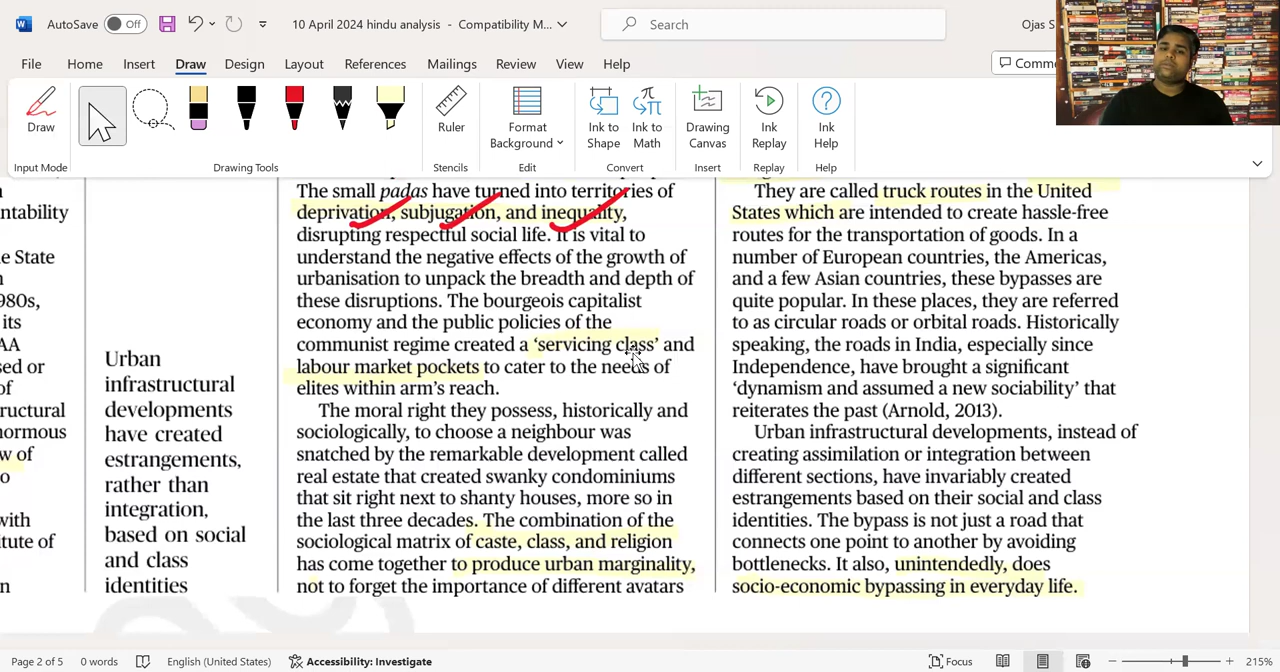 AutoSave Off 10 April 2024 hindu analysis - Compatibility M... Search Ojas S
File Home Insert Draw Design Layout References Mailings Review View Help
Draw Ruler Format Background Ink to Shape Ink to Math Drawing Canvas Ink Replay Ink Help
Input Mode Drawing Tools Stencils Edit Convert Insert Replay Help
ntability
e State
980s,
its
AA
sed or
of
ructural
normous
w of
o
with
itute of
n
Urban
infrastructural
developments
have created
estrangements,
rather than
integration,
based on social
and class
identities
The small padas have turned into territories of
deprivation, subjugation, and inequality,
disrupting respectful social life. It is vital to
understand the negative effects of the growth of
urbanisation to unpack the breadth and depth of
these disruptions. The bourgeois capitalist
economy and the public policies of the
communist regime created a ‘servicing class’ and
labour market pockets to cater to the needs of
elites within arm’s reach.
The moral right they possess, historically and
sociologically, to choose a neighbour was
snatched by the remarkable development called
real estate that created swanky condominiums
that sit right next to shanty houses, more so in
the last three decades. The combination of the
sociological matrix of caste, class, and religion
has come together to produce urban marginality,
not to forget the importance of different avatars
They are called truck routes in the United
States which are intended to create hassle-free
routes for the transportation of goods. In a
number of European countries, the Americas,
and a few Asian countries, these bypasses are
quite popular. In these places, they are referred
to as circular roads or orbital roads. Historically
speaking, the roads in India, especially since
Independence, have brought a significant
‘dynamism and assumed a new sociability’ that
reiterates the past (Arnold, 2013).
Urban infrastructural developments, instead of
creating assimilation or integration between
different sections, have invariably created
estrangements based on their social and class
identities. The bypass is not just a road that
connects one point to another by avoiding
bottlenecks. It also, unintendedly, does
socio-economic bypassing in everyday life.
Page 2 of 5 0 words English (United States) Accessibility: Investigate Focus 215%